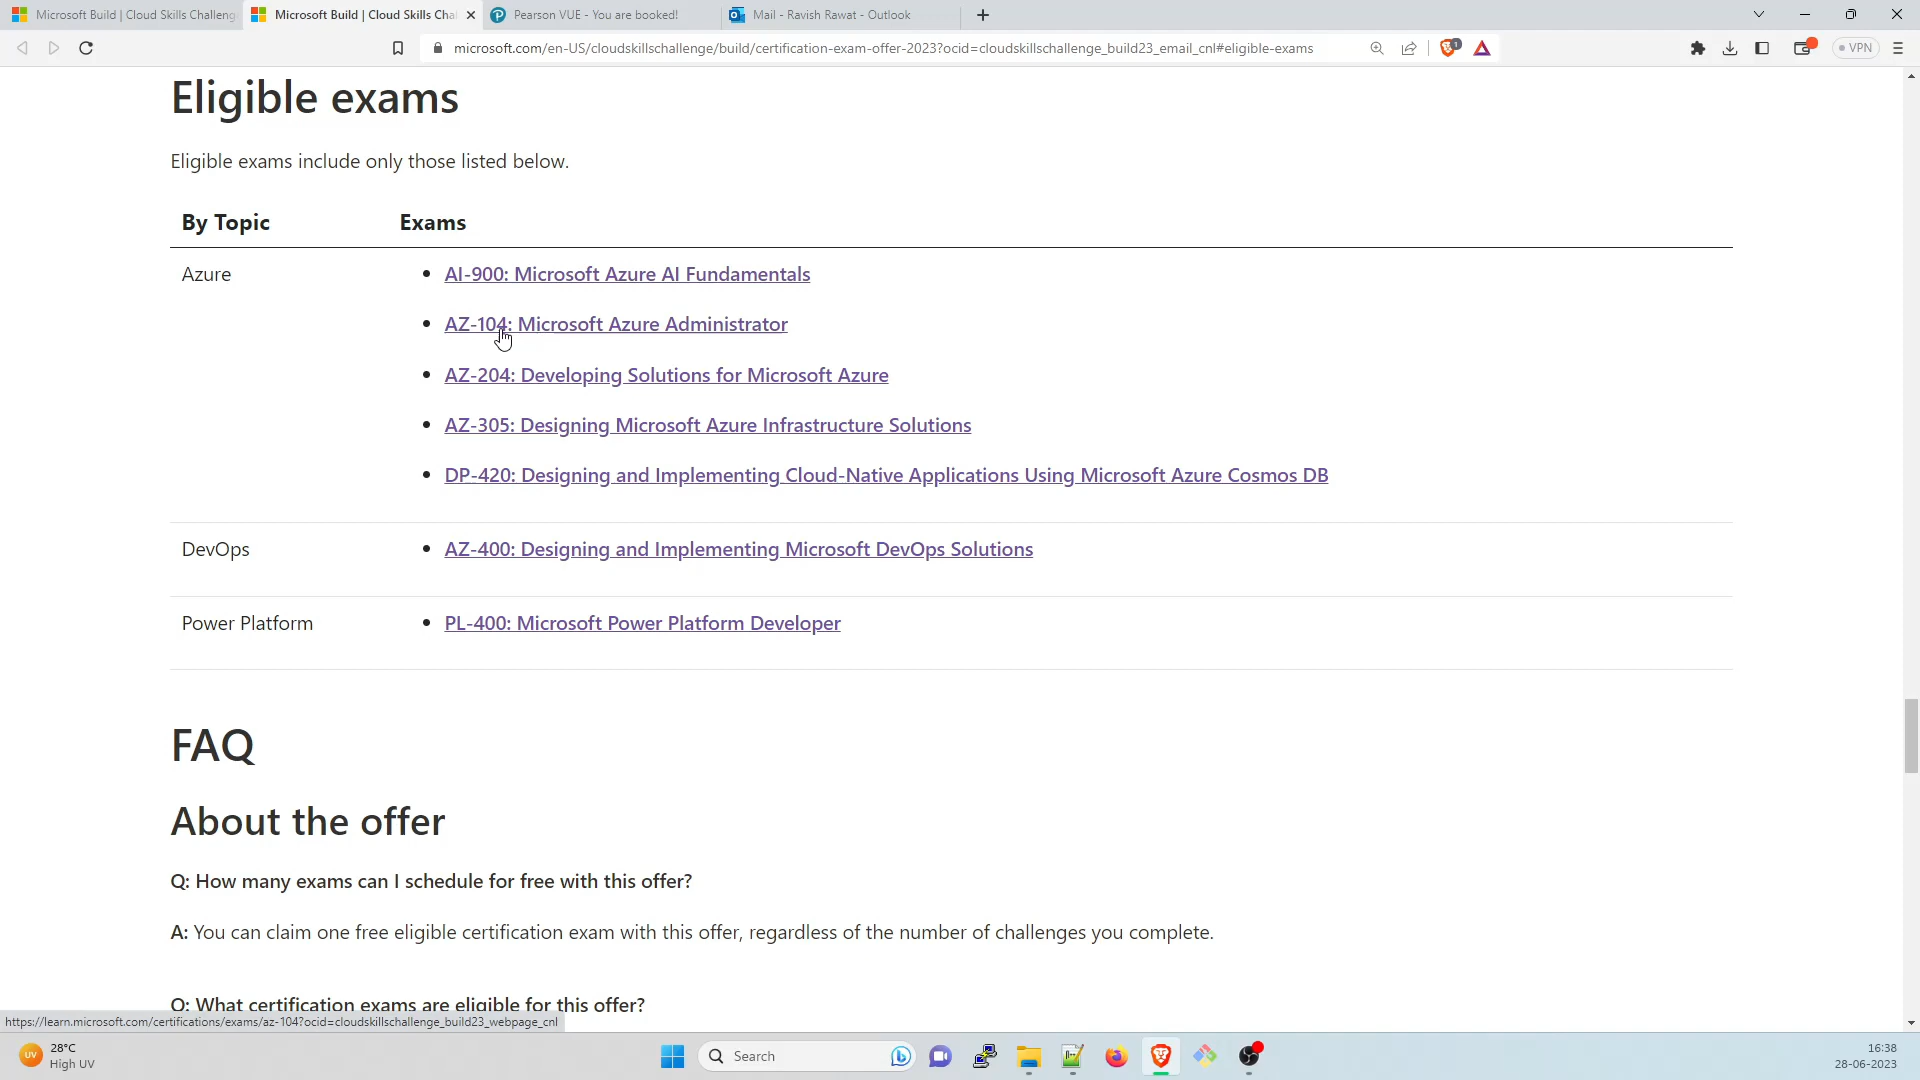 Microsoft Build | Cloud Skills Challeng
Microsoft Build | Cloud Skills Chal
Pearson VUE - You are booked!
Mail - Ravish Rawat - Outlook
microsoft.com/en-US/cloudskillschallenge/build/certification-exam-offer-2023?ocid=cloudskillschallenge_build23_email_cnl#eligible-exams
1
VPN
Eligible exams
Eligible exams include only those listed below.
By Topic Exams
Azure
• AI-900: Microsoft Azure AI Fundamentals
• AZ-104: Microsoft Azure Administrator
• AZ-204: Developing Solutions for Microsoft Azure
• AZ-305: Designing Microsoft Azure Infrastructure Solutions
• DP-420: Designing and Implementing Cloud-Native Applications Using Microsoft Azure Cosmos DB
DevOps
• AZ-400: Designing and Implementing Microsoft DevOps Solutions
Power Platform
• PL-400: Microsoft Power Platform Developer
FAQ
About the offer
Q: How many exams can I schedule for free with this offer?
A: You can claim one free eligible certification exam with this offer, regardless of the number of challenges you complete.
Q: What certification exams are eligible for this offer?
https://learn.microsoft.com/certifications/exams/az-104?ocid=cloudskillschallenge_build23_webpage_cnl
UV
28°C
High UV
Search
16:38
28-06-2023